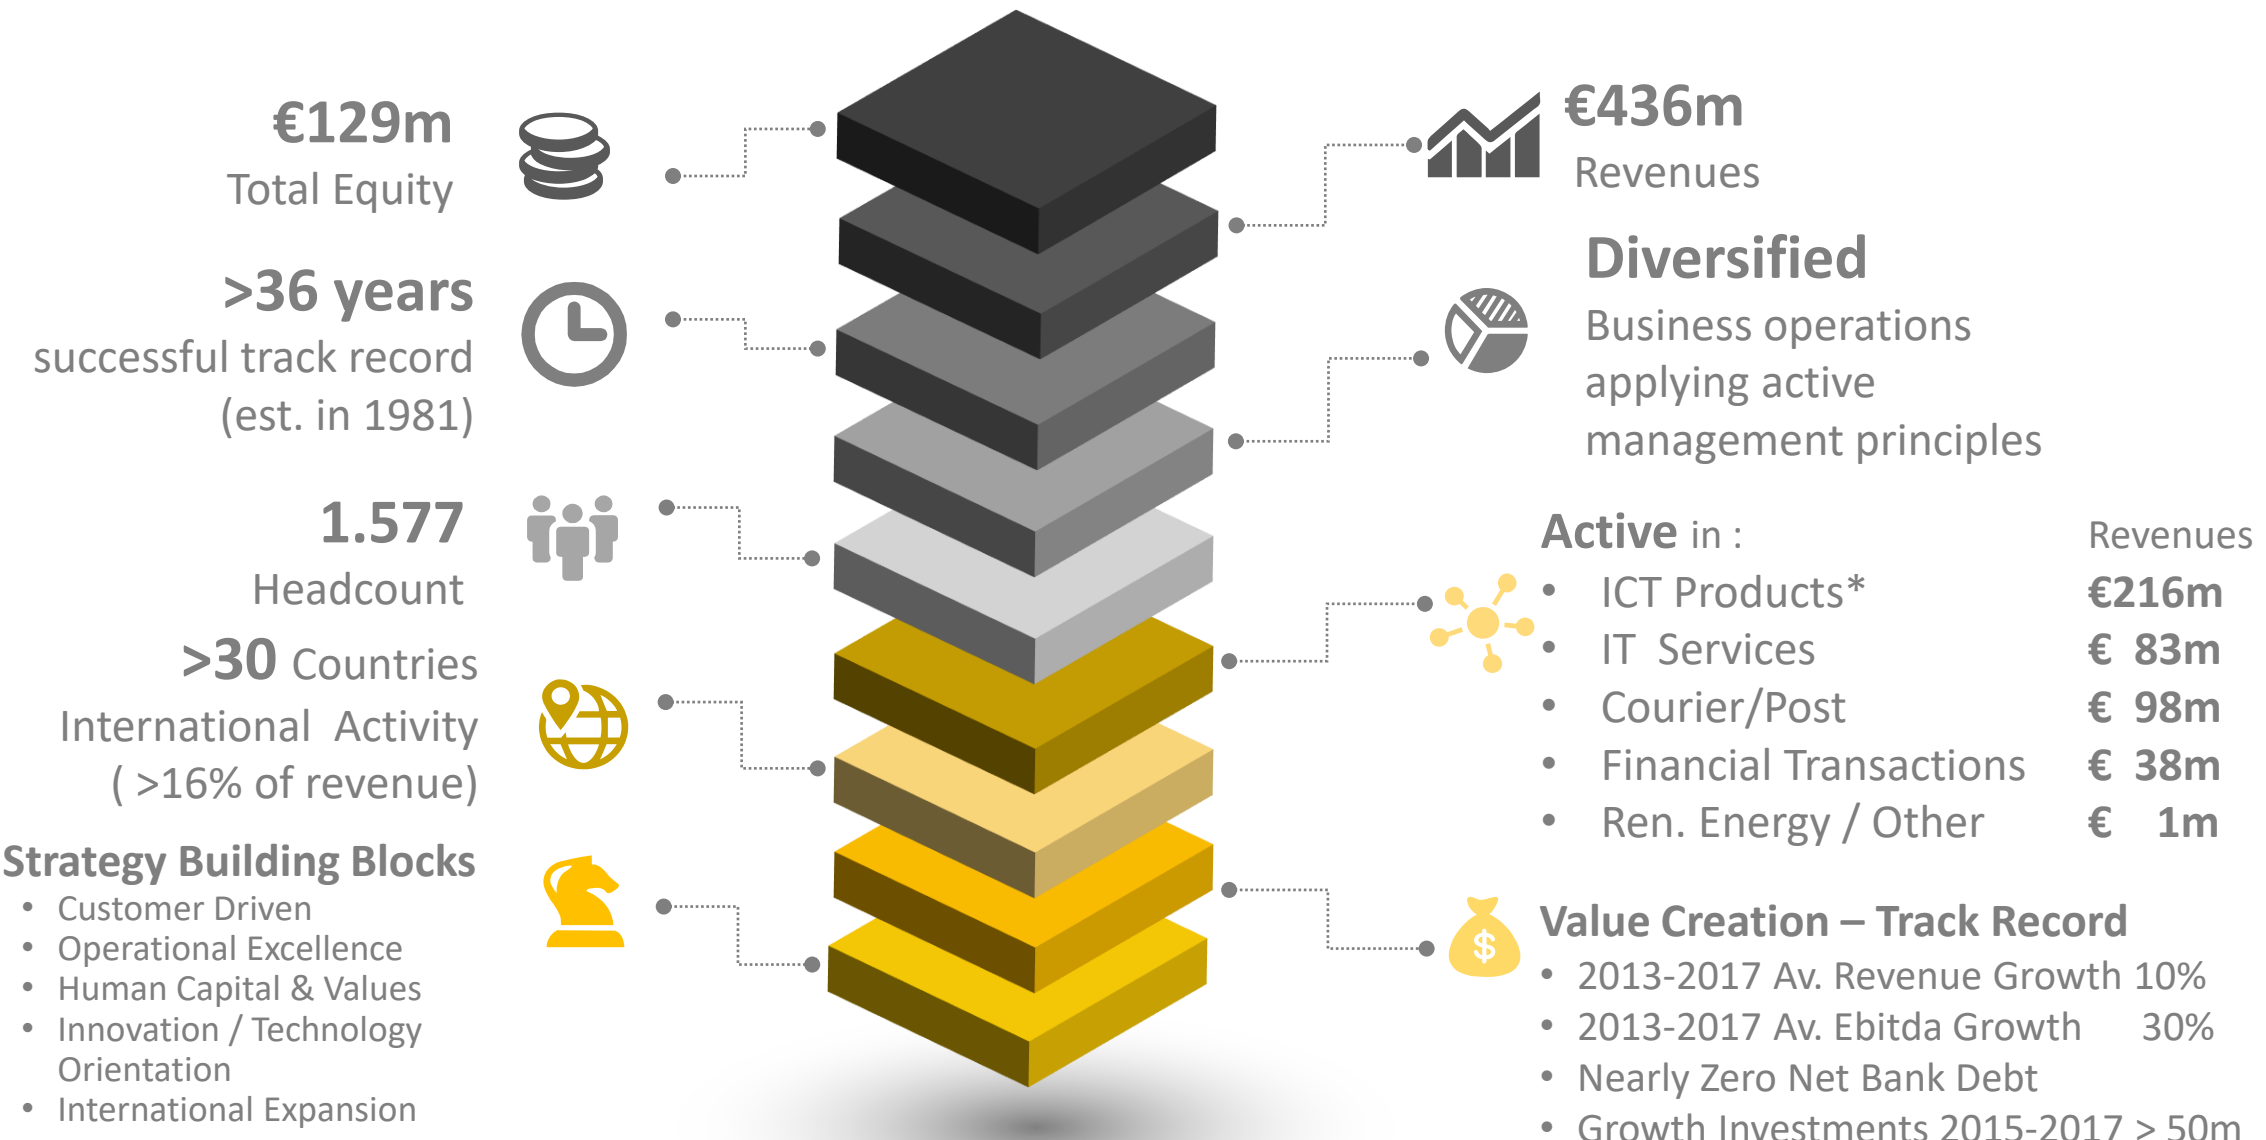 €129m
Total Equity
>36 years
successful track record
(est. in 1981)
1.577
Headcount
>30 Countries
International Activity
( >16% of revenue)
Strategy Building Blocks
• Customer Driven
• Operational Excellence
• Human Capital & Values
• Innovation / Technology
Orientation
• International Expansion
€436m
Revenues
Diversified
Business operations
applying active
management principles
Active in : Revenues
• ICT Products* €216m
• IT Services € 83m
• Courier/Post € 98m
• Financial Transactions € 38m
• Ren. Energy / Other € 1m
$
Value Creation – Track Record
• 2013-2017 Av. Revenue Growth 10%
• 2013-2017 Av. Ebitda Growth 30%
• Nearly Zero Net Bank Debt
• Growth Investments 2015-2017 > 50m